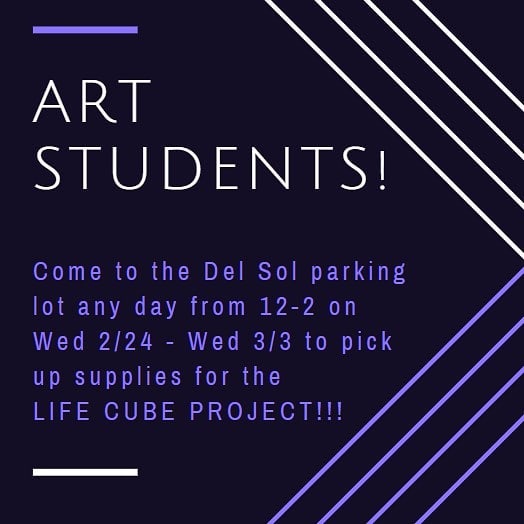 ART
STUDENTS!
Come to the Del Sol parking
lot any day from 12-2 on
Wed 2/24 - Wed 3/3 to pick
up supplies for the
LIFE CUBE PROJECT!!!